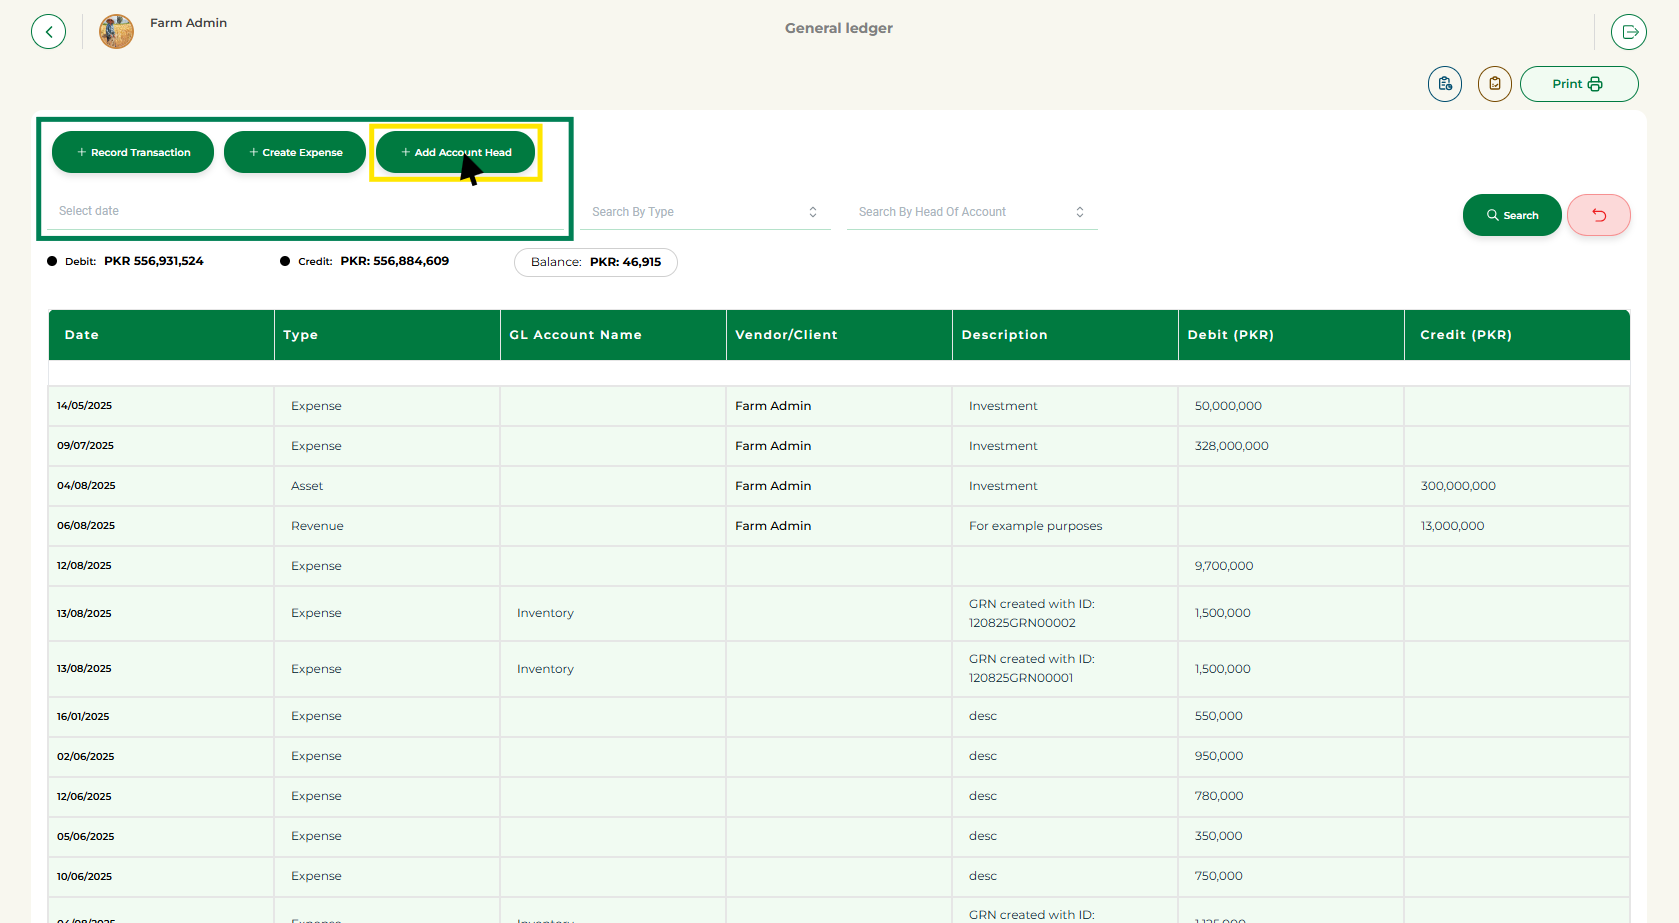 Farm Admin
General ledger
Print
+ Record Transaction
+ Create Expense
+ Add Account Head
Select date
Search By Type
Search By Head Of Account
Search
Debit: PKR 556,931,524
Credit: PKR: 556,884,609
Balance: PKR: 46,915
Date Type GL Account Name Vendor/Client Description Debit (PKR) Credit (PKR)
14/05/2025 Expense Farm Admin Investment 50,000,000
09/07/2025 Expense Farm Admin Investment 328,000,000
04/08/2025 Asset Farm Admin Investment 300,000,000
06/08/2025 Revenue Farm Admin For example purposes 13,000,000
12/08/2025 Expense 9,700,000
13/08/2025 Expense Inventory GRN created with ID: 1,500,000
120825GRN00002
13/08/2025 Expense Inventory GRN created with ID: 1,500,000
120825GRN00001
16/01/2025 Expense desc 550,000
02/06/2025 Expense desc 950,000
12/06/2025 Expense desc 780,000
05/06/2025 Expense desc 350,000
10/06/2025 Expense desc 750,000
GRN created with ID: